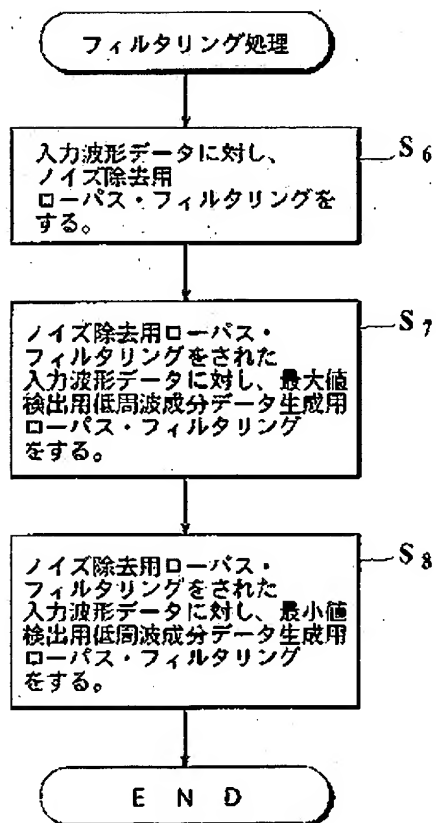 フィルタリング処理
入力波形データに対し、
ノイズ除去用
ローパス・フィルタリングを
する。
S6
ノイズ除去用ローパス・
フィルタリングをされた
入力波形データに対し、最大値
検出用低周波成分データ生成用
ローパス・フィルタリング
をする。
S7
ノイズ除去用ローパス・
フィルタリングをされた
入力波形データに対し、最小値
検出用低周波成分データ生成用
ローパス・フィルタリング
をする。
S8
E N D